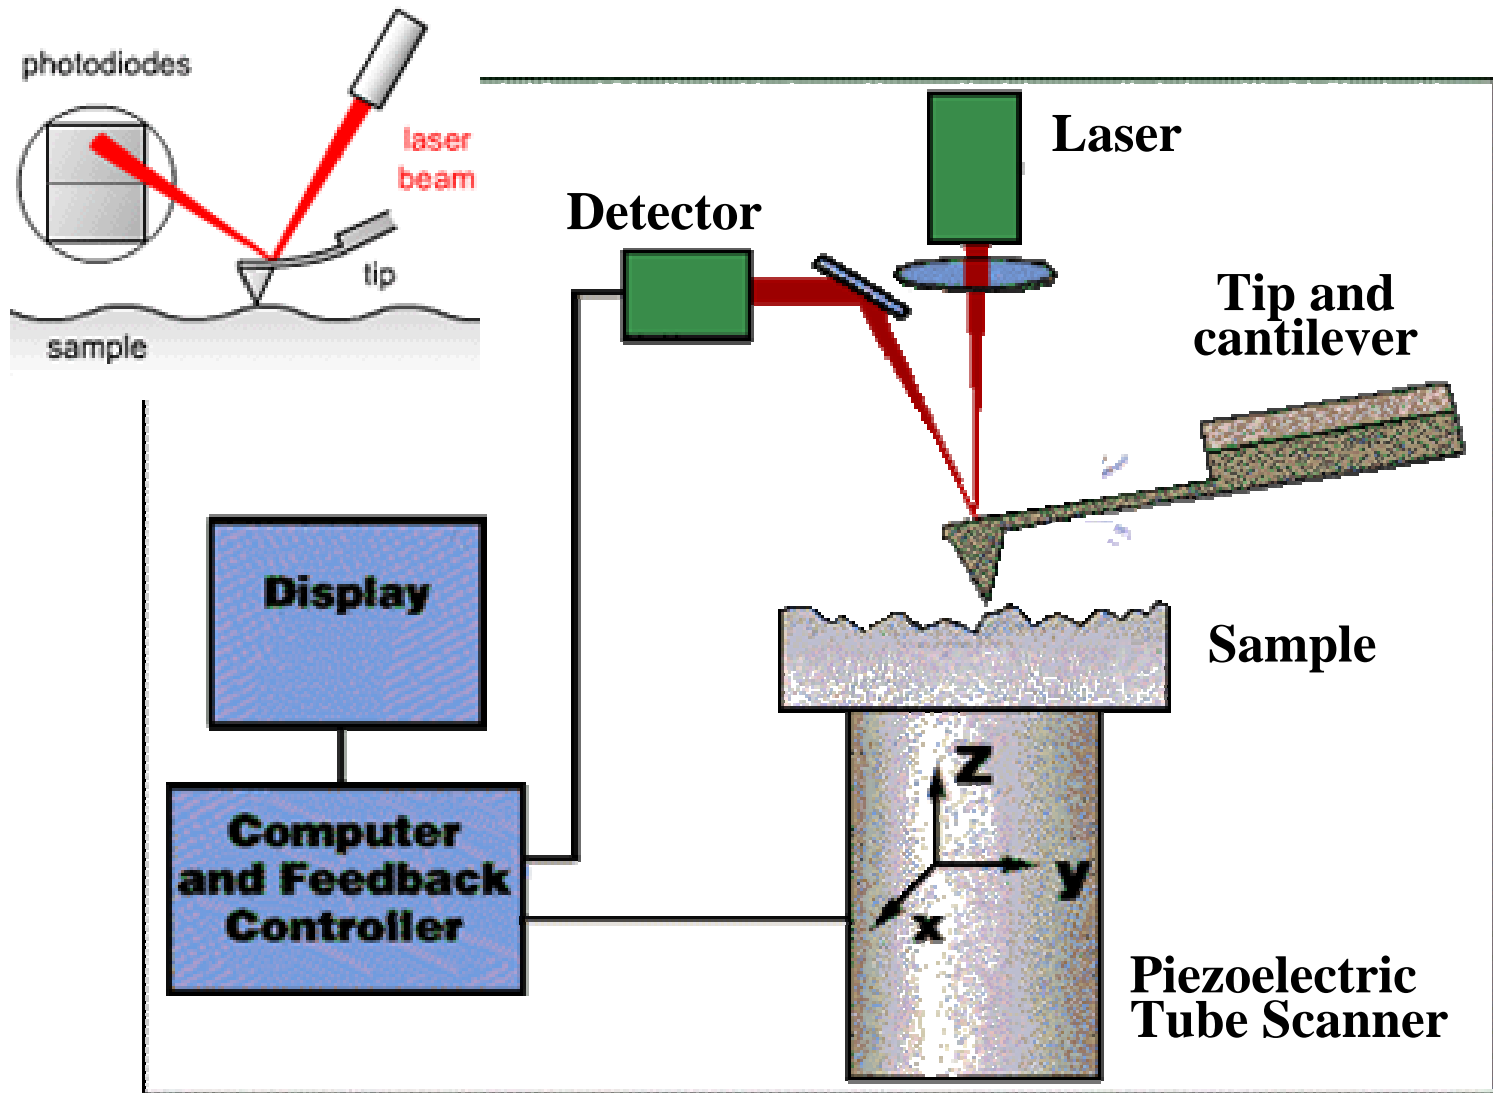 photodiodes
laser
beam
tip
sample
Laser
Detector
Tip and
cantilever
Sample
Display
Computer
and Feedback
Controller
z
y
x
Piezoelectric
Tube Scanner